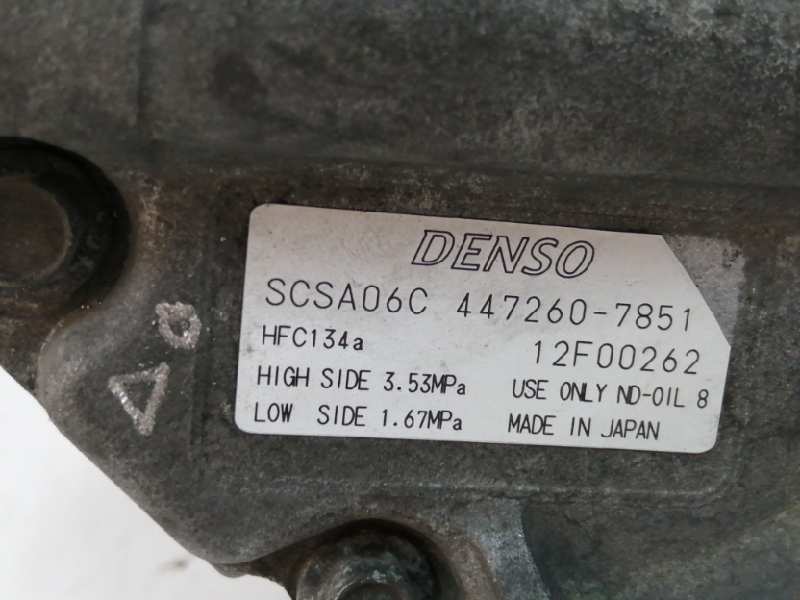 DENSO
SCSA06C 447260-7851
HFC134a 12F00262
HIGH SIDE 3.53MPa USE ONLY ND-OIL 8
LOW SIDE 1.67MPa MADE IN JAPAN